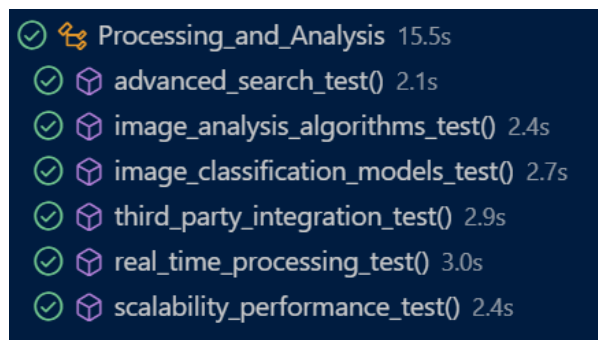 Processing_and_Analysis 15.5s
advanced_search_test() 2.1s
image_analysis_algorithms_test() 2.4s
image_classification_models_test() 2.7s
third_party_integration_test() 2.9s
real_time_processing_test() 3.0s
scalability_performance_test() 2.4s